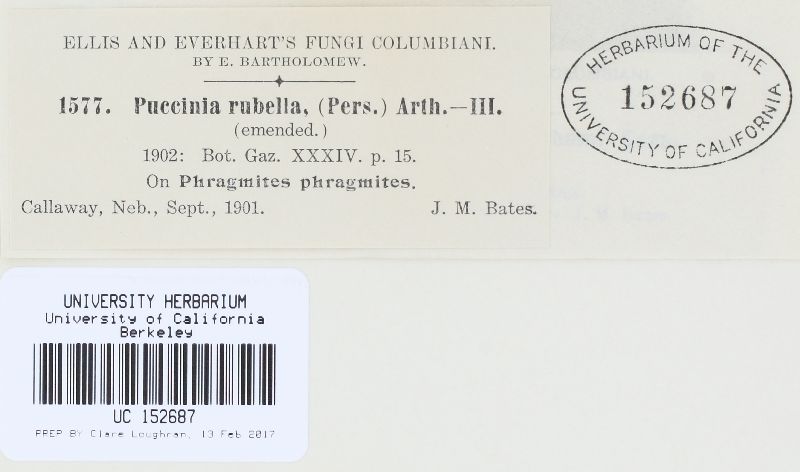 ELLIS AND EVERHART'S FUNGI COLUMBIANI.
BY E. BARTHOLOMEW.
1577. Puccinia rubella, (Pers.) Arth.—III.
(emended.)
1902: Bot. Gaz. XXXIV. p. 15.
On Phragmites phragmites.
Callaway, Neb., Sept., 1901. J. M. Bates.
HERBARIUM OF THE
152687
UNIVERSITY OF CALIFORNIA
UNIVERSITY HERBARIUM
University of California
Berkeley
UC 152687
PREP BY Clare Loughran, 13 Feb 2017